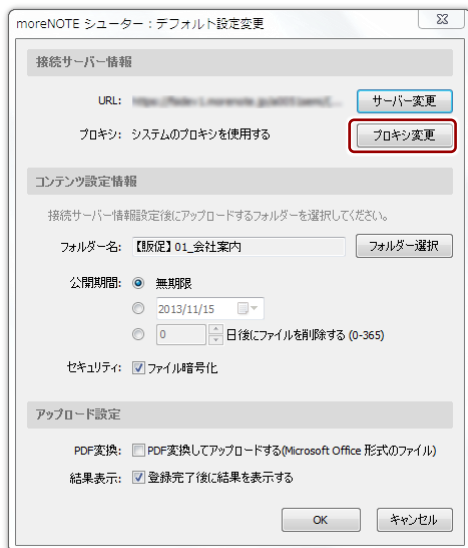 moreNOTE シューター：デフォルト設定変更
接続サーバー情報
URL: サーバー変更
プロキシ: システムのプロキシを使用する プロキシ変更
コンテンツ設定情報
接続サーバー情報設定後にアップロードするフォルダーを選択してください。
フォルダー名: 【販促】01_会社案内 フォルダー選択
公開期間: 無期限
2013/11/15
0 日後にファイルを削除する (0-365)
セキュリティ: ファイル暗号化
アップロード設定
PDF変換: PDF変換してアップロードする(Microsoft Office 形式のファイル)
結果表示: 登録完了後に結果を表示する
OK キャンセル